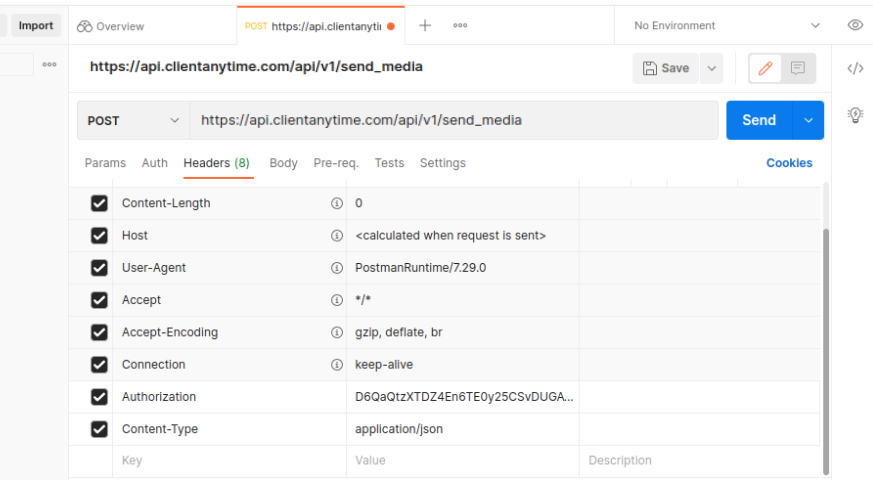 Import
Overview
POST https://api.clientanytii
No Environment
https://api.clientanytime.com/api/v1/send_media
Save
POST
https://api.clientanytime.com/api/v1/send_media
Send
Params Auth Headers (8) Body Pre-req. Tests Settings
Cookies
Content-Length 0
Host <calculated when request is sent>
User-Agent PostmanRuntime/7.29.0
Accept */*
Accept-Encoding gzip, deflate, br
Connection keep-alive
Authorization D6QaQtzXTDZ4En6TE0y25CSvDUGA...
Content-Type application/json
Key Value Description